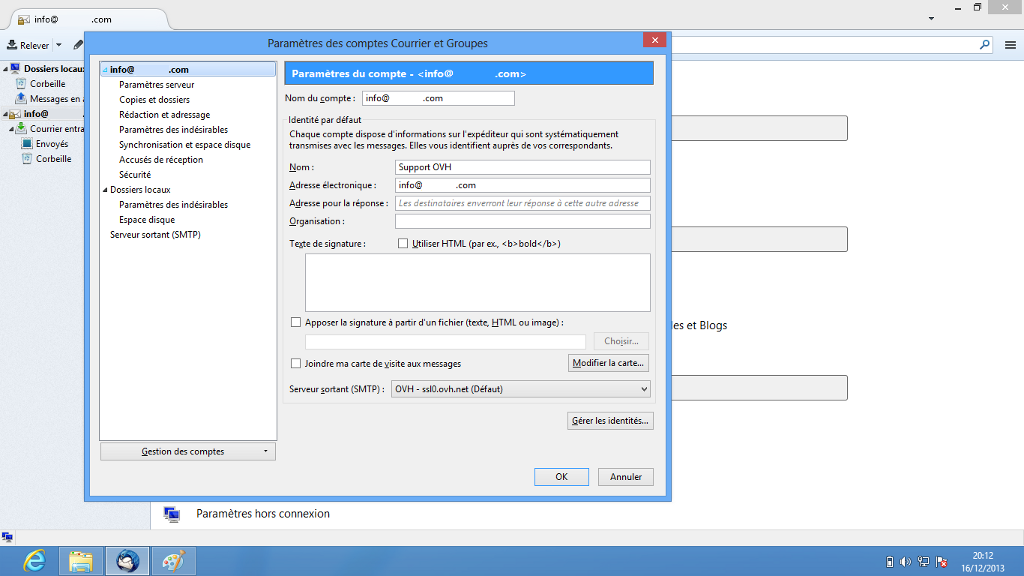 info@ .com
Relever
Paramètres des comptes Courrier et Groupes
Dossiers locaux
Corbeille
Messages en a
info@
Courrier entra
Envoyés
Corbeille
info@ .com
Paramètres serveur
Copies et dossiers
Rédaction et adressage
Paramètres des indésirables
Synchronisation et espace disque
Accusés de réception
Sécurité
Dossiers locaux
Paramètres des indésirables
Espace disque
Serveur sortant (SMTP)
Gestion des comptes
Paramètres du compte - <info@ .com>
Nom du compte : info@ .com
Identité par défaut
Chaque compte dispose d'informations sur l'expéditeur qui sont systématiquement
transmises avec les messages. Elles vous identifient auprès de vos correspondants.
Nom : Support OVH
Adresse électronique : info@ .com
Adresse pour la réponse : Les destinataires enverront leur réponse à cette autre adresse
Organisation :
Texte de signature : Utiliser HTML (par ex., <b>bold</b>)
Apposer la signature à partir d'un fichier (texte, HTML ou image) :
Choisir...
Joindre ma carte de visite aux messages
Modifier la carte...
Serveur sortant (SMTP) : OVH - ssl0.ovh.net (Défaut)
Gérer les identités...
OK Annuler
les et Blogs
Paramètres hors connexion
20:12
16/12/2013